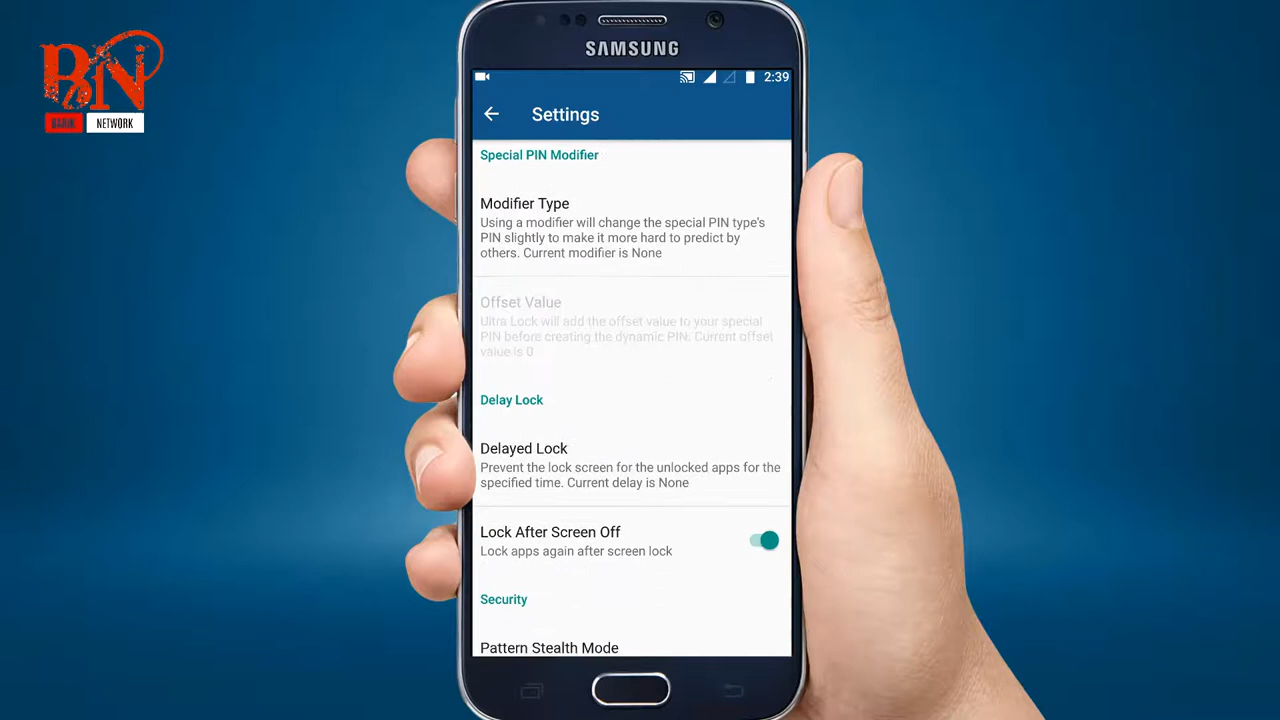 BN
BARIK NETWORK
SAMSUNG
2:39
Settings
Special PIN Modifier
Modifier Type
Using a modifier will change the special PIN type's
PIN slightly to make it more hard to predict by
others. Current modifier is None
Offset Value
Ultra Lock will add the offset value to your special
PIN before creating the dynamic PIN. Current offset
value is 0
Delay Lock
Delayed Lock
Prevent the lock screen for the unlocked apps for the
specified time. Current delay is None
Lock After Screen Off
Lock apps again after screen lock
Security
Pattern Stealth Mode